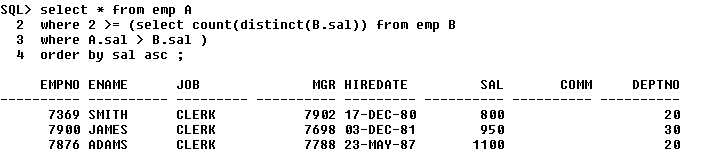 SQL> select * from emp A
2 where 2 >= (select count(distinct(B.sal)) from emp B
3 where A.sal > B.sal )
4 order by sal asc ;
EMPNO ENAME JOB MGR HIREDATE SAL COMM DEPTNO
---------- ---------- --------- ---------- --------- ---------- ---------- ----------
7369 SMITH CLERK 7902 17-DEC-80 800 20
7900 JAMES CLERK 7698 03-DEC-81 950 30
7876 ADAMS CLERK 7788 23-MAY-87 1100 20